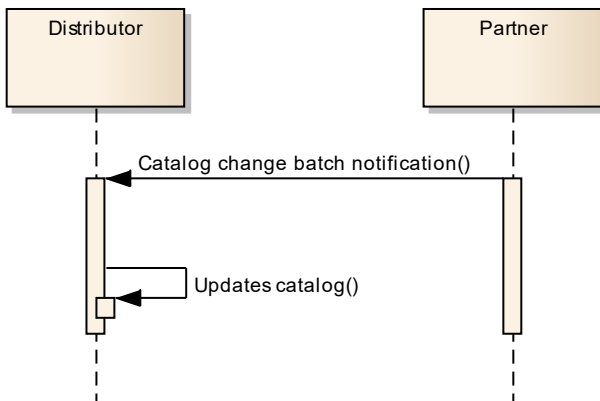 Distributor
Partner
Catalog change batch notification()
Updates catalog()